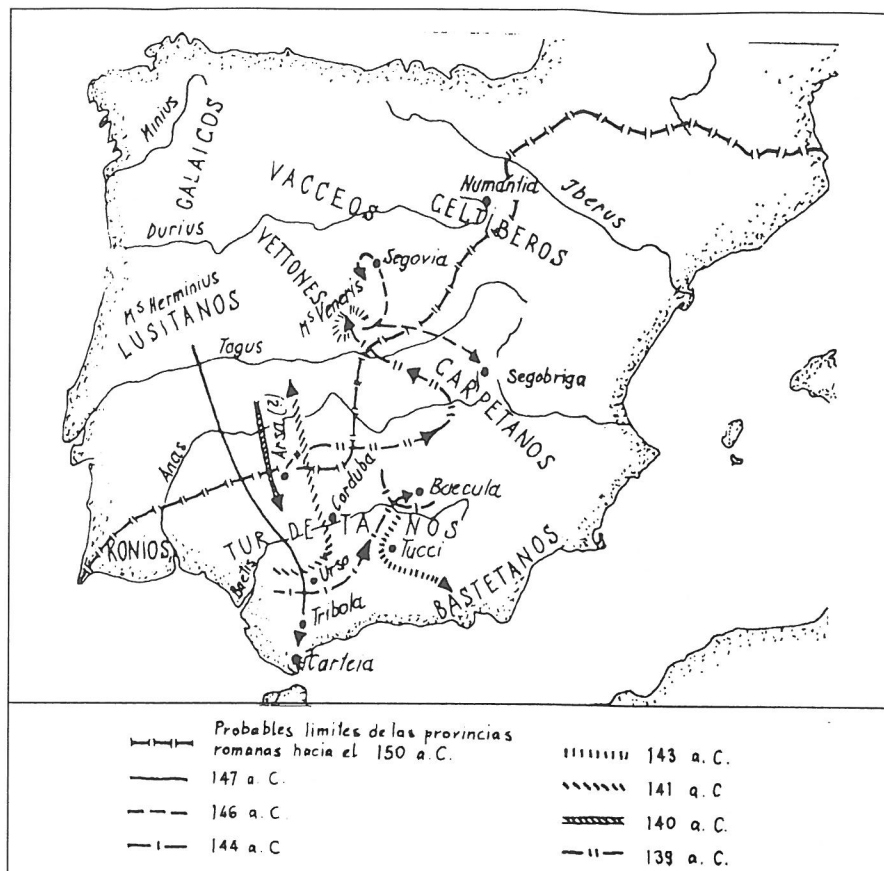 Minius
GALAICOS
VACCEOS
Numantia
CELTIBEROS
Iberus
Durius
VETTONES
Segovia
Ms Veneris
Ms Herminius
LUSITANOS
Tagus
CARPETANOS
Segobriga
Anas
Arsa (?)
Corduba
Baecula
TURDETANOS
Tucci
CONIOS
Baetis
Urso
BASTETANOS
Tribola
Carteia
Probables limites de las provincias
romanas hacia el 150 a.C.
147 a.C.
146 a.C.
144 a.C
143 a.C.
141 a.C
140 a.C.
139 a.C.